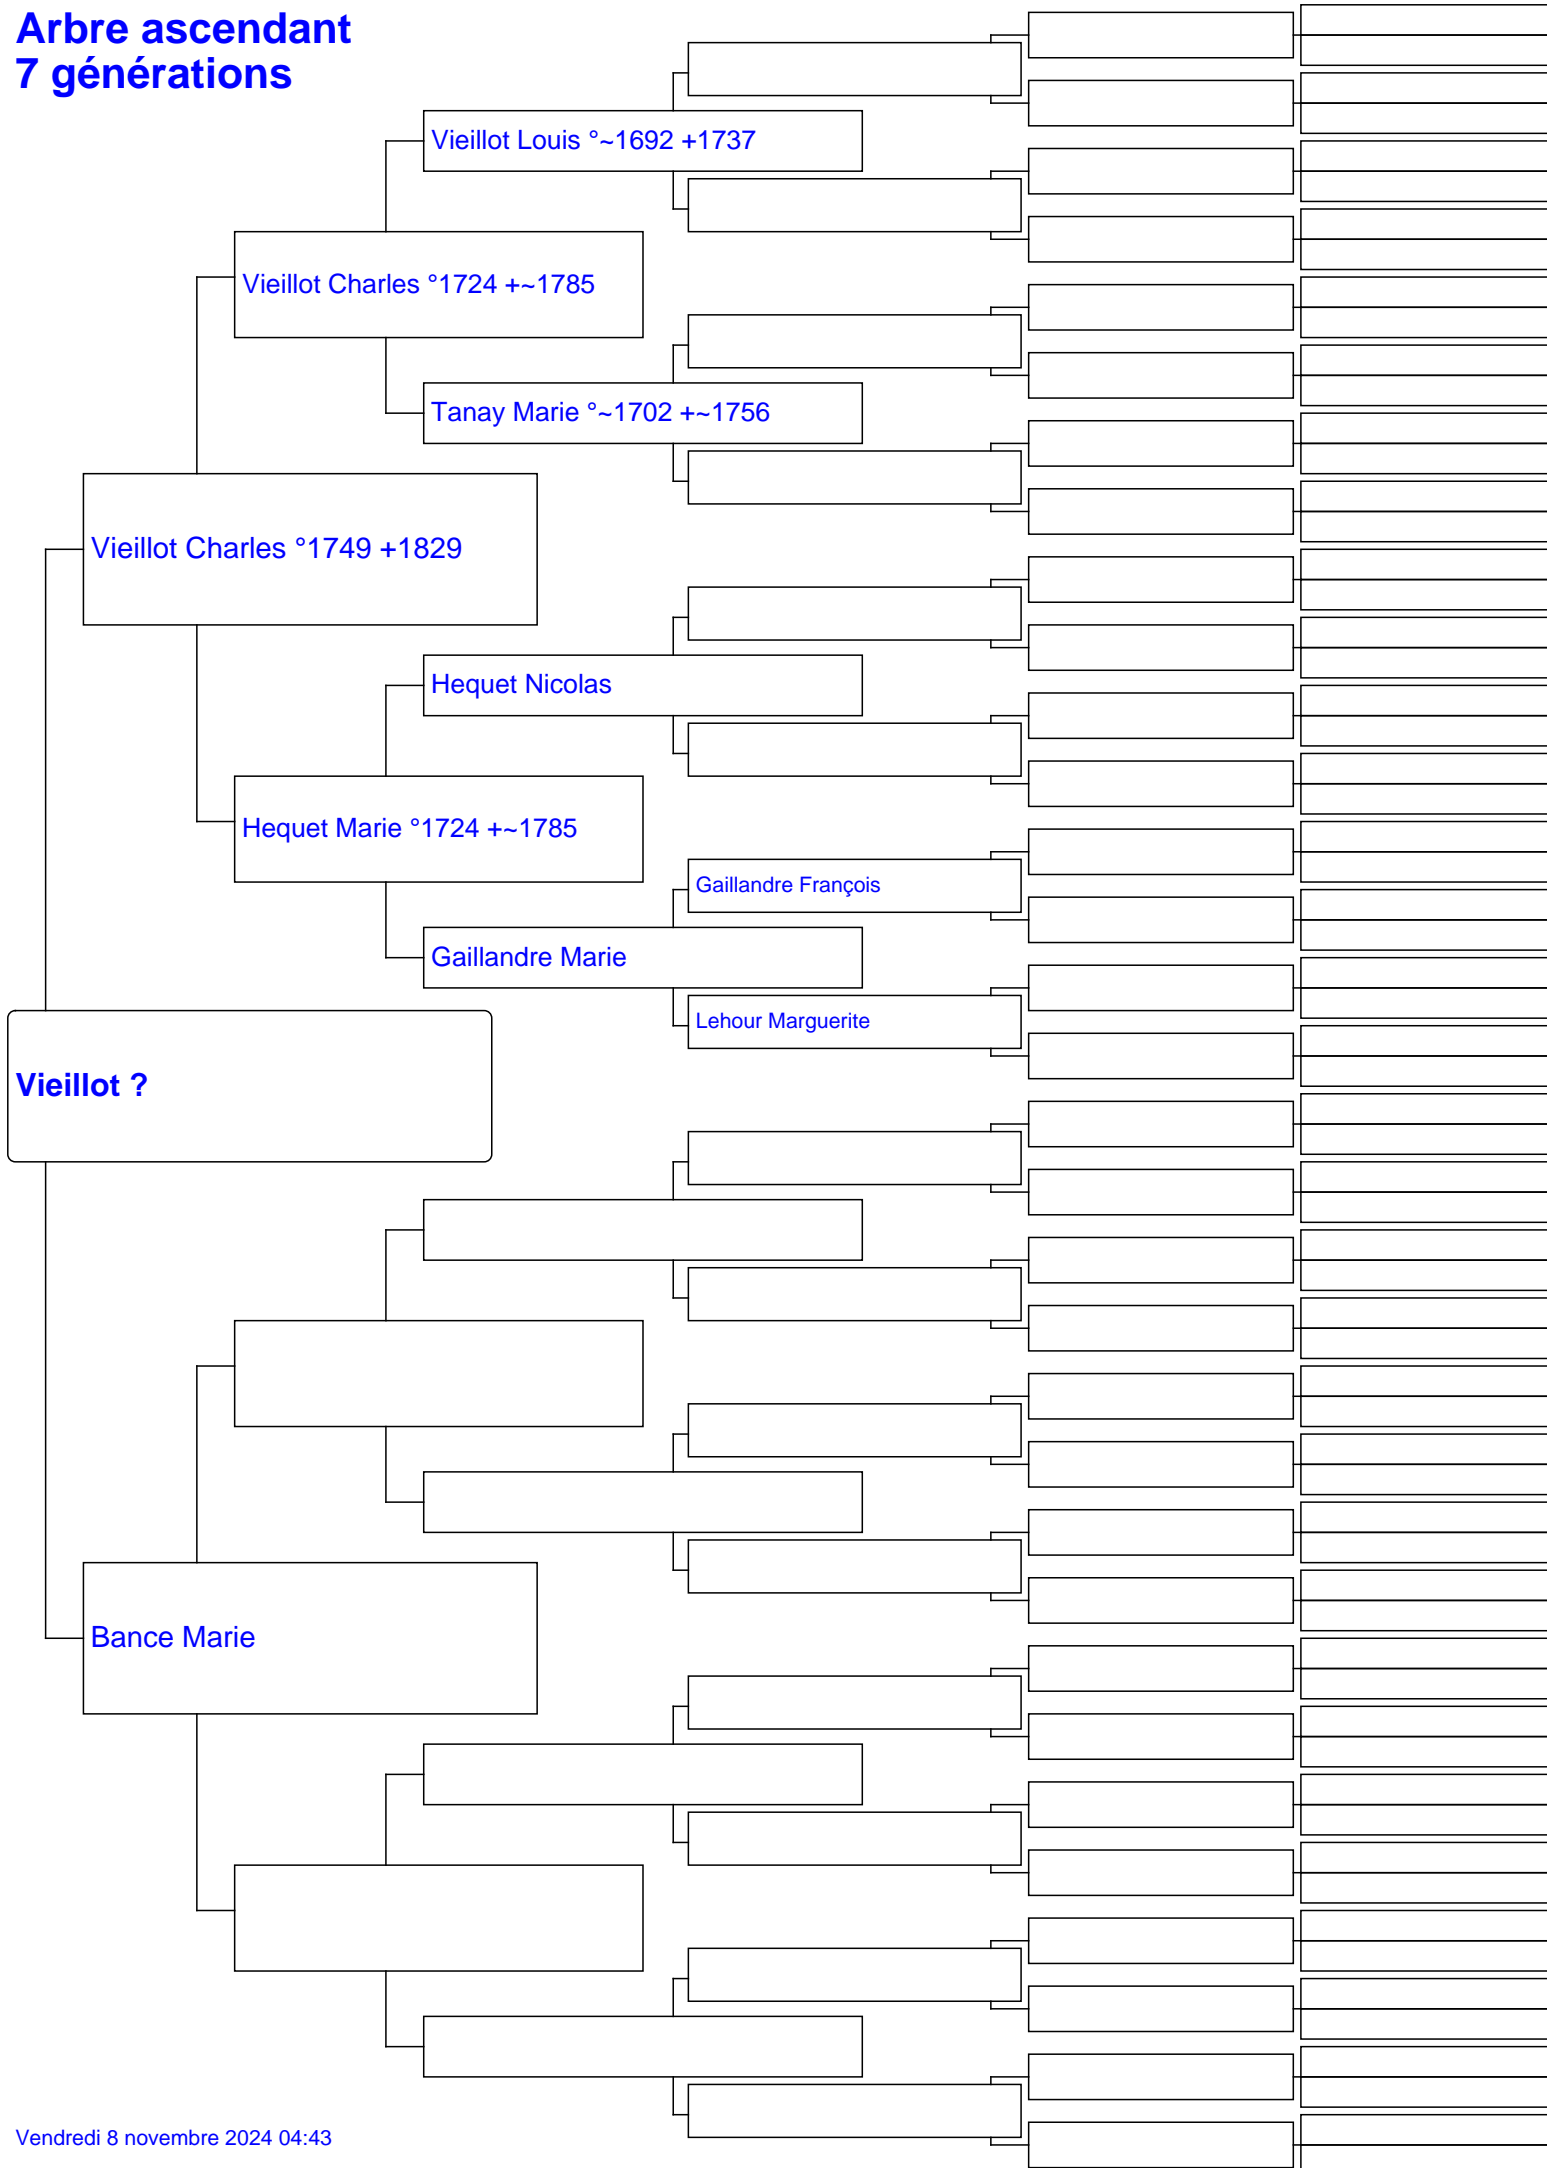 Arbre ascendant
7 générations
Vieillot Louis °~1692 +1737
Vieillot Charles °1724 +~1785
Tanay Marie °~1702 +~1756
Vieillot Charles °1749 +1829
Hequet Nicolas
Hequet Marie °1724 +~1785
Gaillandre François
Gaillandre Marie
Lehour Marguerite
Vieillot ?
Bance Marie
Vendredi 8 novembre 2024 04:43